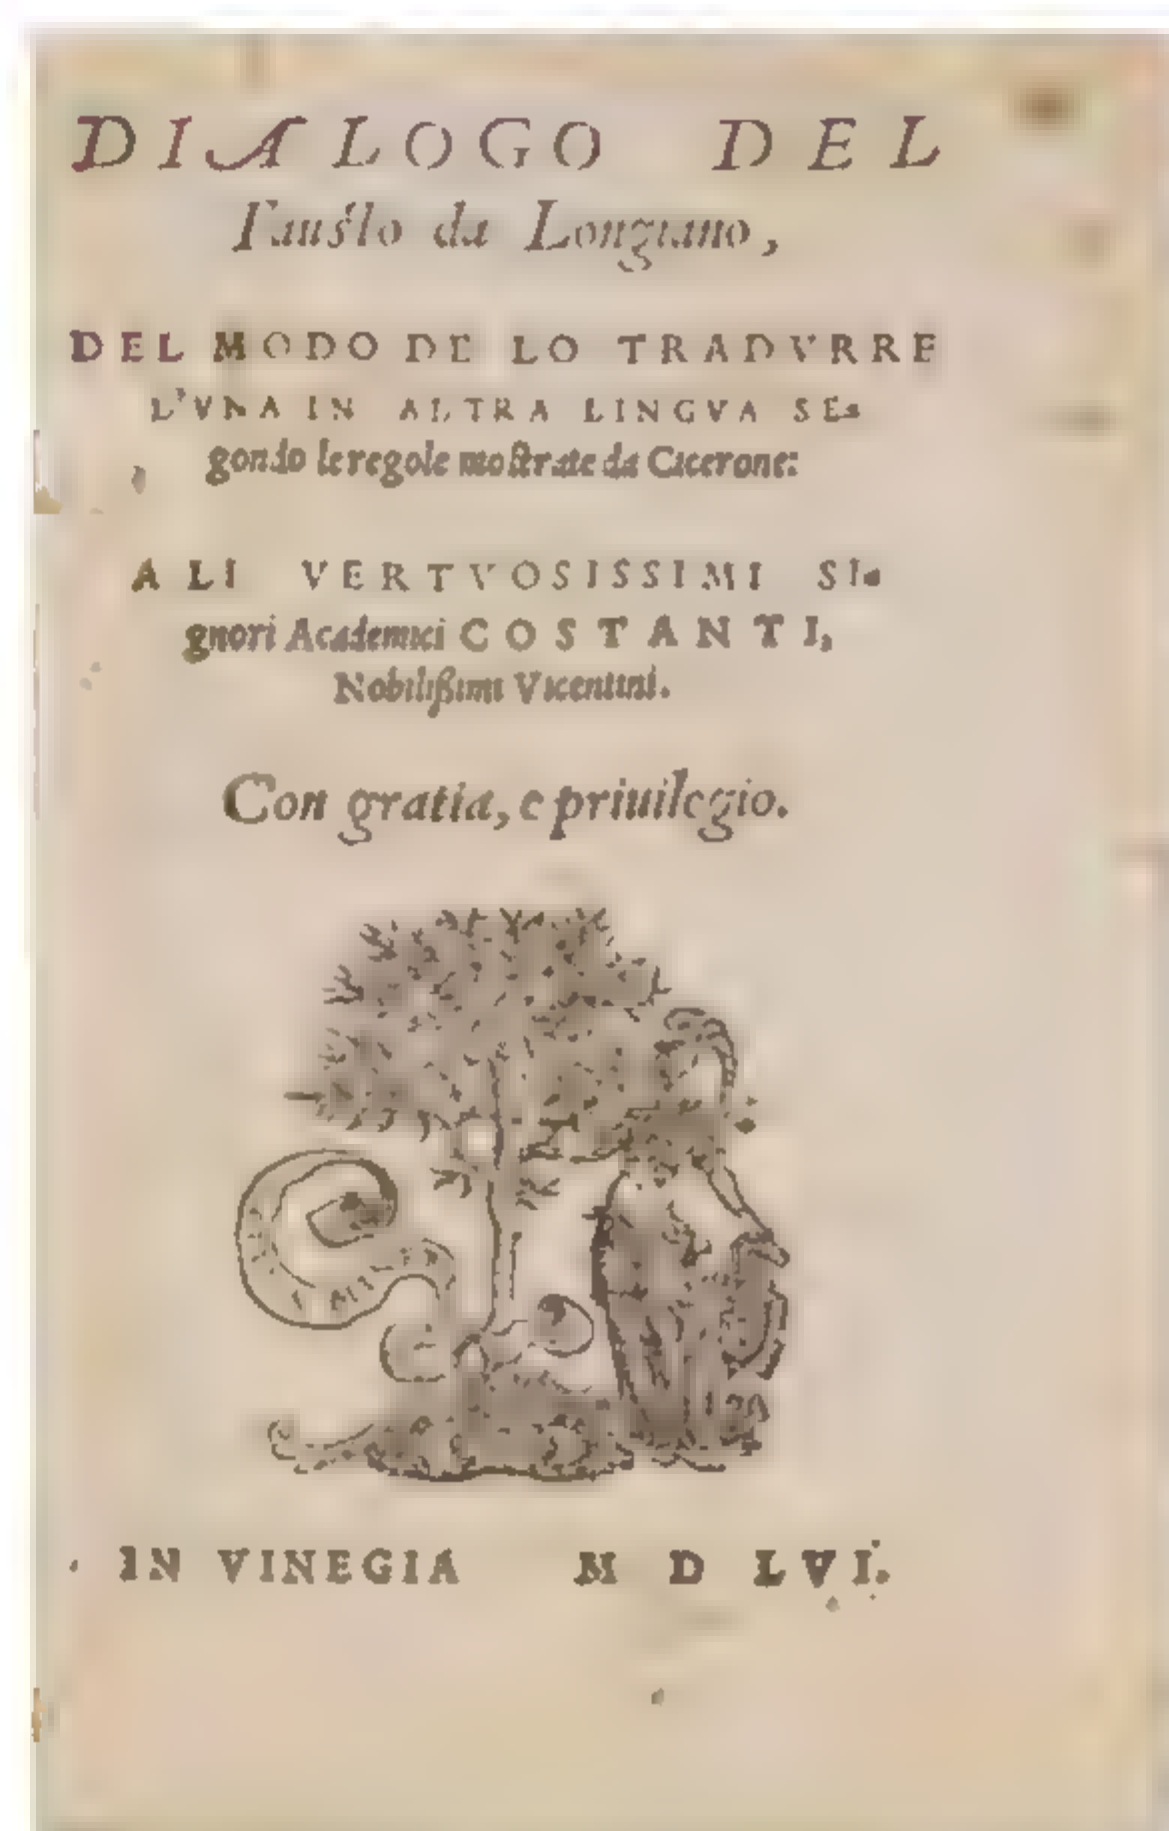 DIALOGO DEL
Fausto da Longiano,
DEL MODO DE LO TRADVRRE
L'VNA IN ALTRA LINGVA SE-
gondo le regole mostrate da Cicerone:
A LI VERTVOSISSIMI SI-
gnori Academici COSTANTI,
Nobilißimi Vicentini.
Con gratia, e priuilegio.
IN VINEGIA M D LVI.